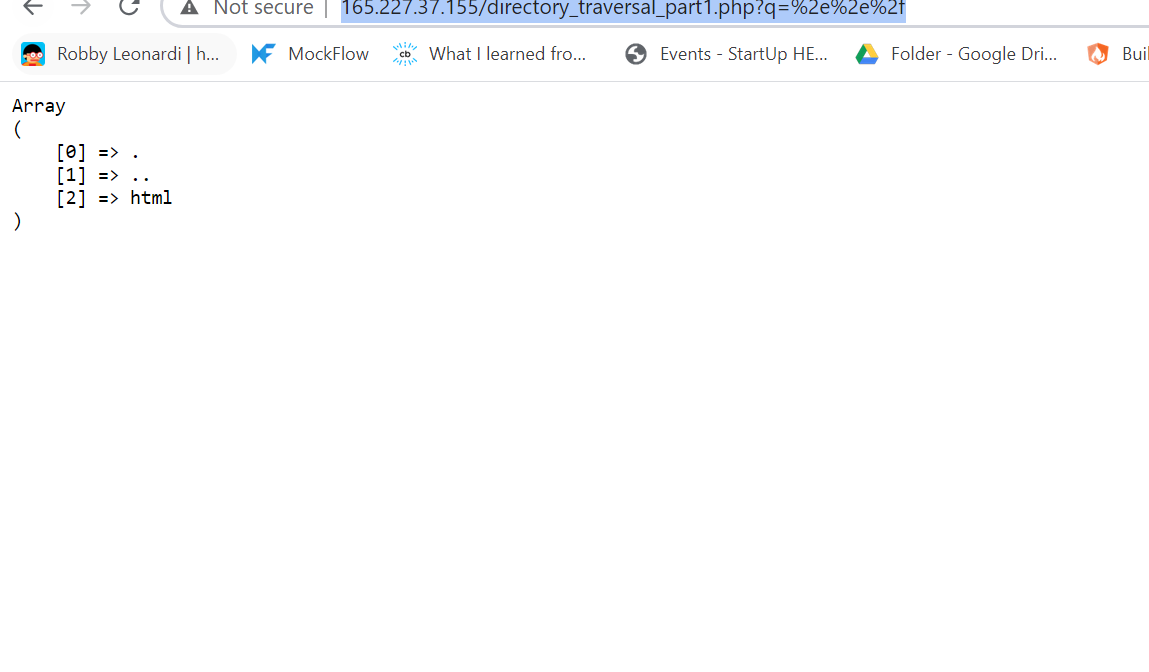 Not secure | 165.227.37.155/directory_traversal_part1.php?q=%2e%2e%2f
Robby Leonardi | h... MockFlow cb What I learned fro... Events - StartUp HE... Folder - Google Dri... Buil
Array
(
[0] => .
[1] => ..
[2] => html
)